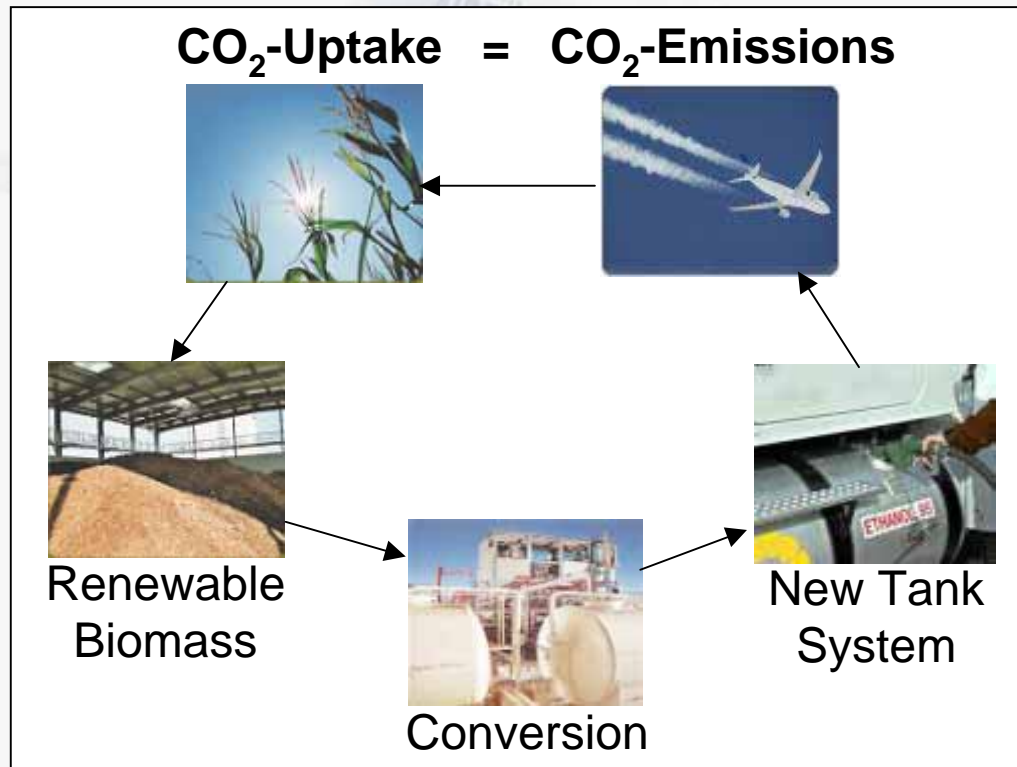 CO₂-Uptake = CO₂-Emissions
ETHANOL 95
Renewable
Biomass
New Tank
System
Conversion